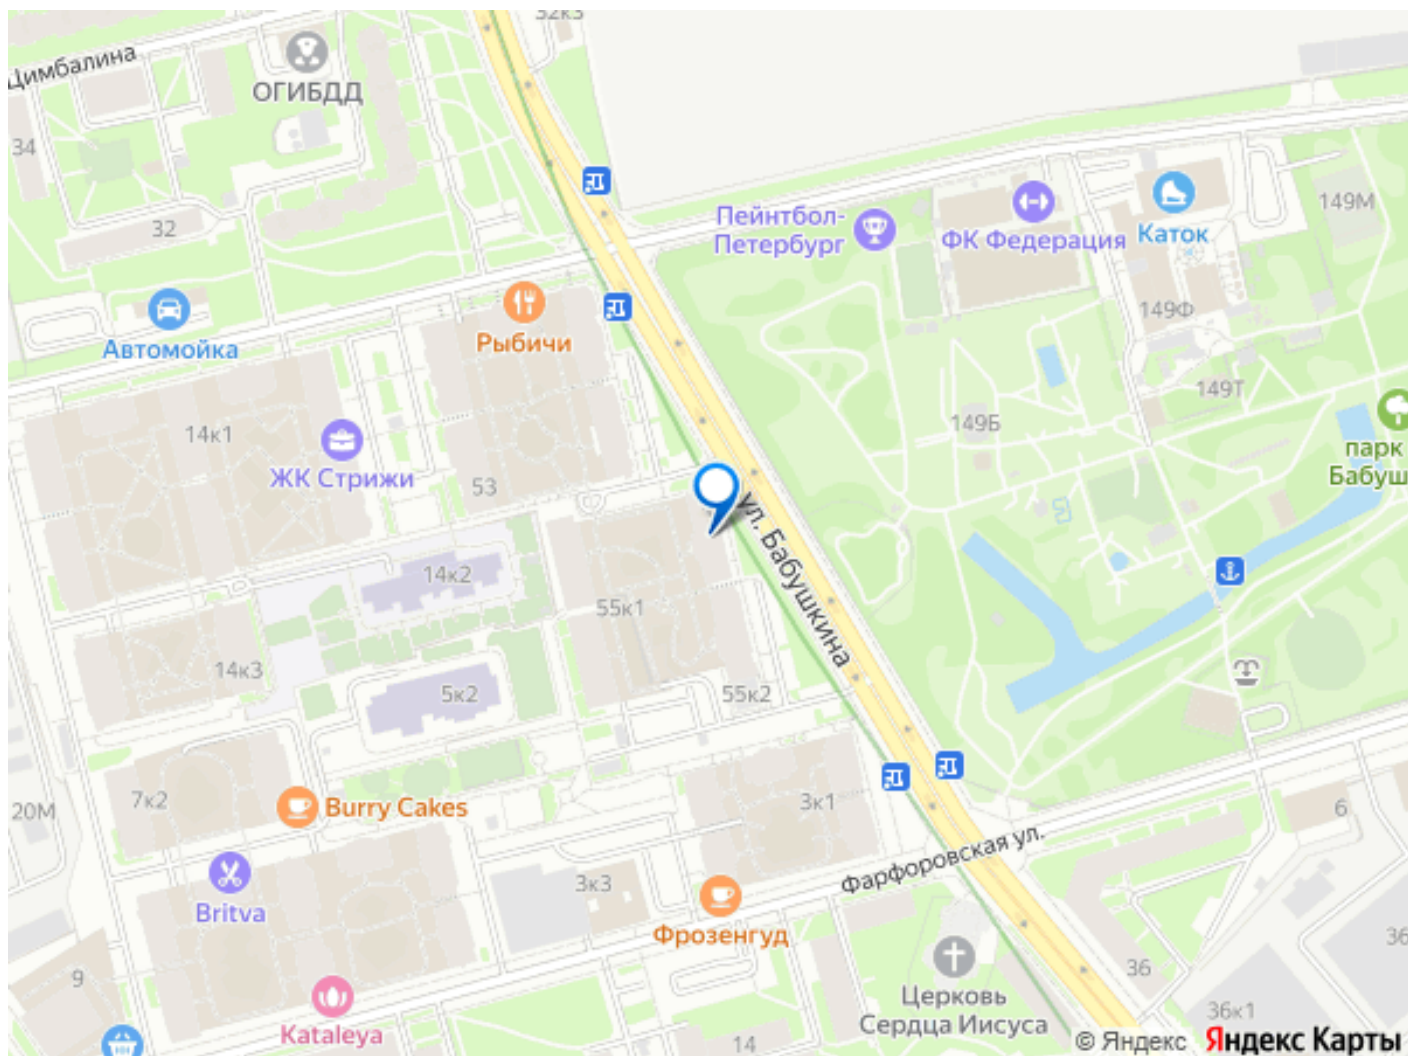 32к3
Цимбалина
ОГИБДД
34
32
Пейнтбол-
Петербург
ФК Федерация
Каток
149М
149Ф
Автомойка
Рыбичи
149Т
149Б
14к1
ЖК Стрижи
53
парк
Бабуш
ул. Бабушкина
14к2
55к1
14к3
5к2
55к2
7к2
20М
Burry Cakes
3к1
6
Фарфоровская ул.
3к3
Britva
Фрозенгуд
9
36
36
Церковь
Сердца Иисуса
36к1
Kataleya
14
© Яндекс Яндекс Карты